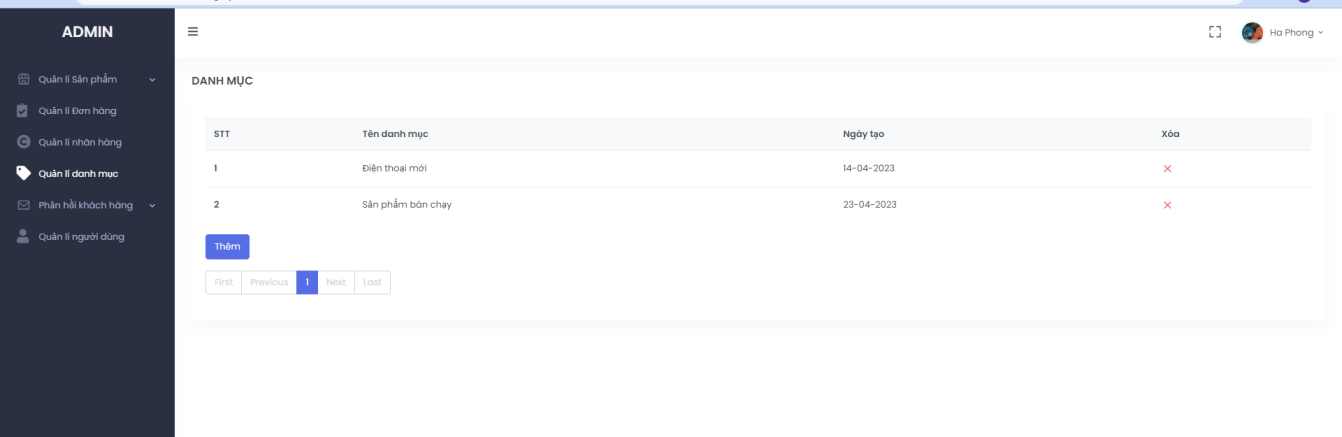 ADMIN
Ha Phong
Quản lí Sản phẩm
Quản lí Đơn hàng
Quản lí nhãn hàng
Quản lí danh mục
Phản hồi khách hàng
Quản lí người dùng
DANH MỤC
STT Tên danh mục Ngày tạo Xóa
1 Điện thoại mới 14-04-2023
2 Sản phẩm bán chạy 23-04-2023
Thêm
First Previous 1 Next Last